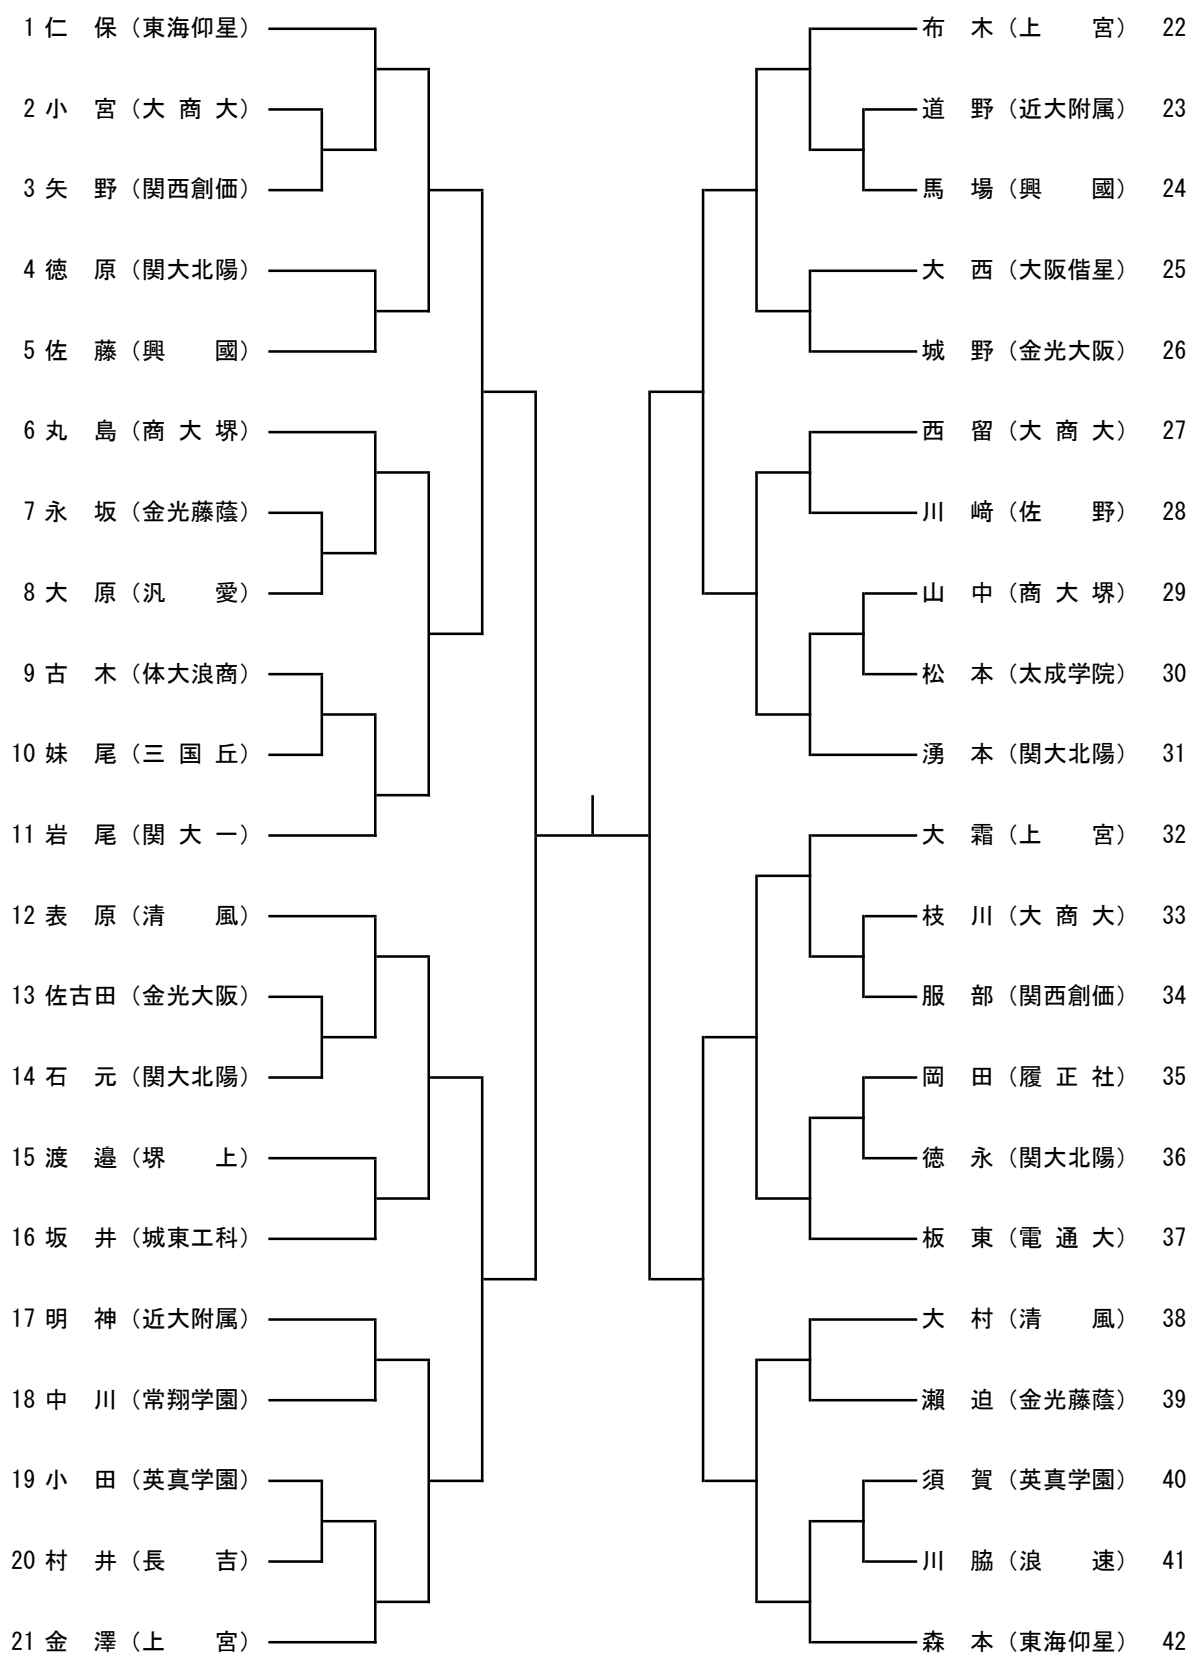 1 仁　保（東海仰星）
2 小　宮（大 商 大）
3 矢　野（関西創価）
4 徳　原（関大北陽）
5 佐　藤（興　　國）
6 丸　島（商 大 堺）
7 永　坂（金光藤蔭）
8 大　原（汎　　愛）
9 古　木（体大浪商）
10 妹　尾（三 国 丘）
11 岩　尾（関 大 一）
12 表　原（清　　風）
13 佐古田（金光大阪）
14 石　元（関大北陽）
15 渡　邉（堺　　上）
16 坂　井（城東工科）
17 明　神（近大附属）
18 中　川（常翔学園）
19 小　田（英真学園）
20 村　井（長　　吉）
21 金　澤（上　　宮）
布　木（上　　宮） 22
道　野（近大附属） 23
馬　場（興　　國） 24
大　西（大阪偕星） 25
城　野（金光大阪） 26
西　留（大 商 大） 27
川　﨑（佐　　野） 28
山　中（商 大 堺） 29
松　本（太成学院） 30
湧　本（関大北陽） 31
大　霜（上　　宮） 32
枝　川（大 商 大） 33
服　部（関西創価） 34
岡　田（履 正 社） 35
徳　永（関大北陽） 36
板　東（電 通 大） 37
大　村（清　　風） 38
瀨　迫（金光藤蔭） 39
須　賀（英真学園） 40
川　脇（浪　　速） 41
森　本（東海仰星） 42